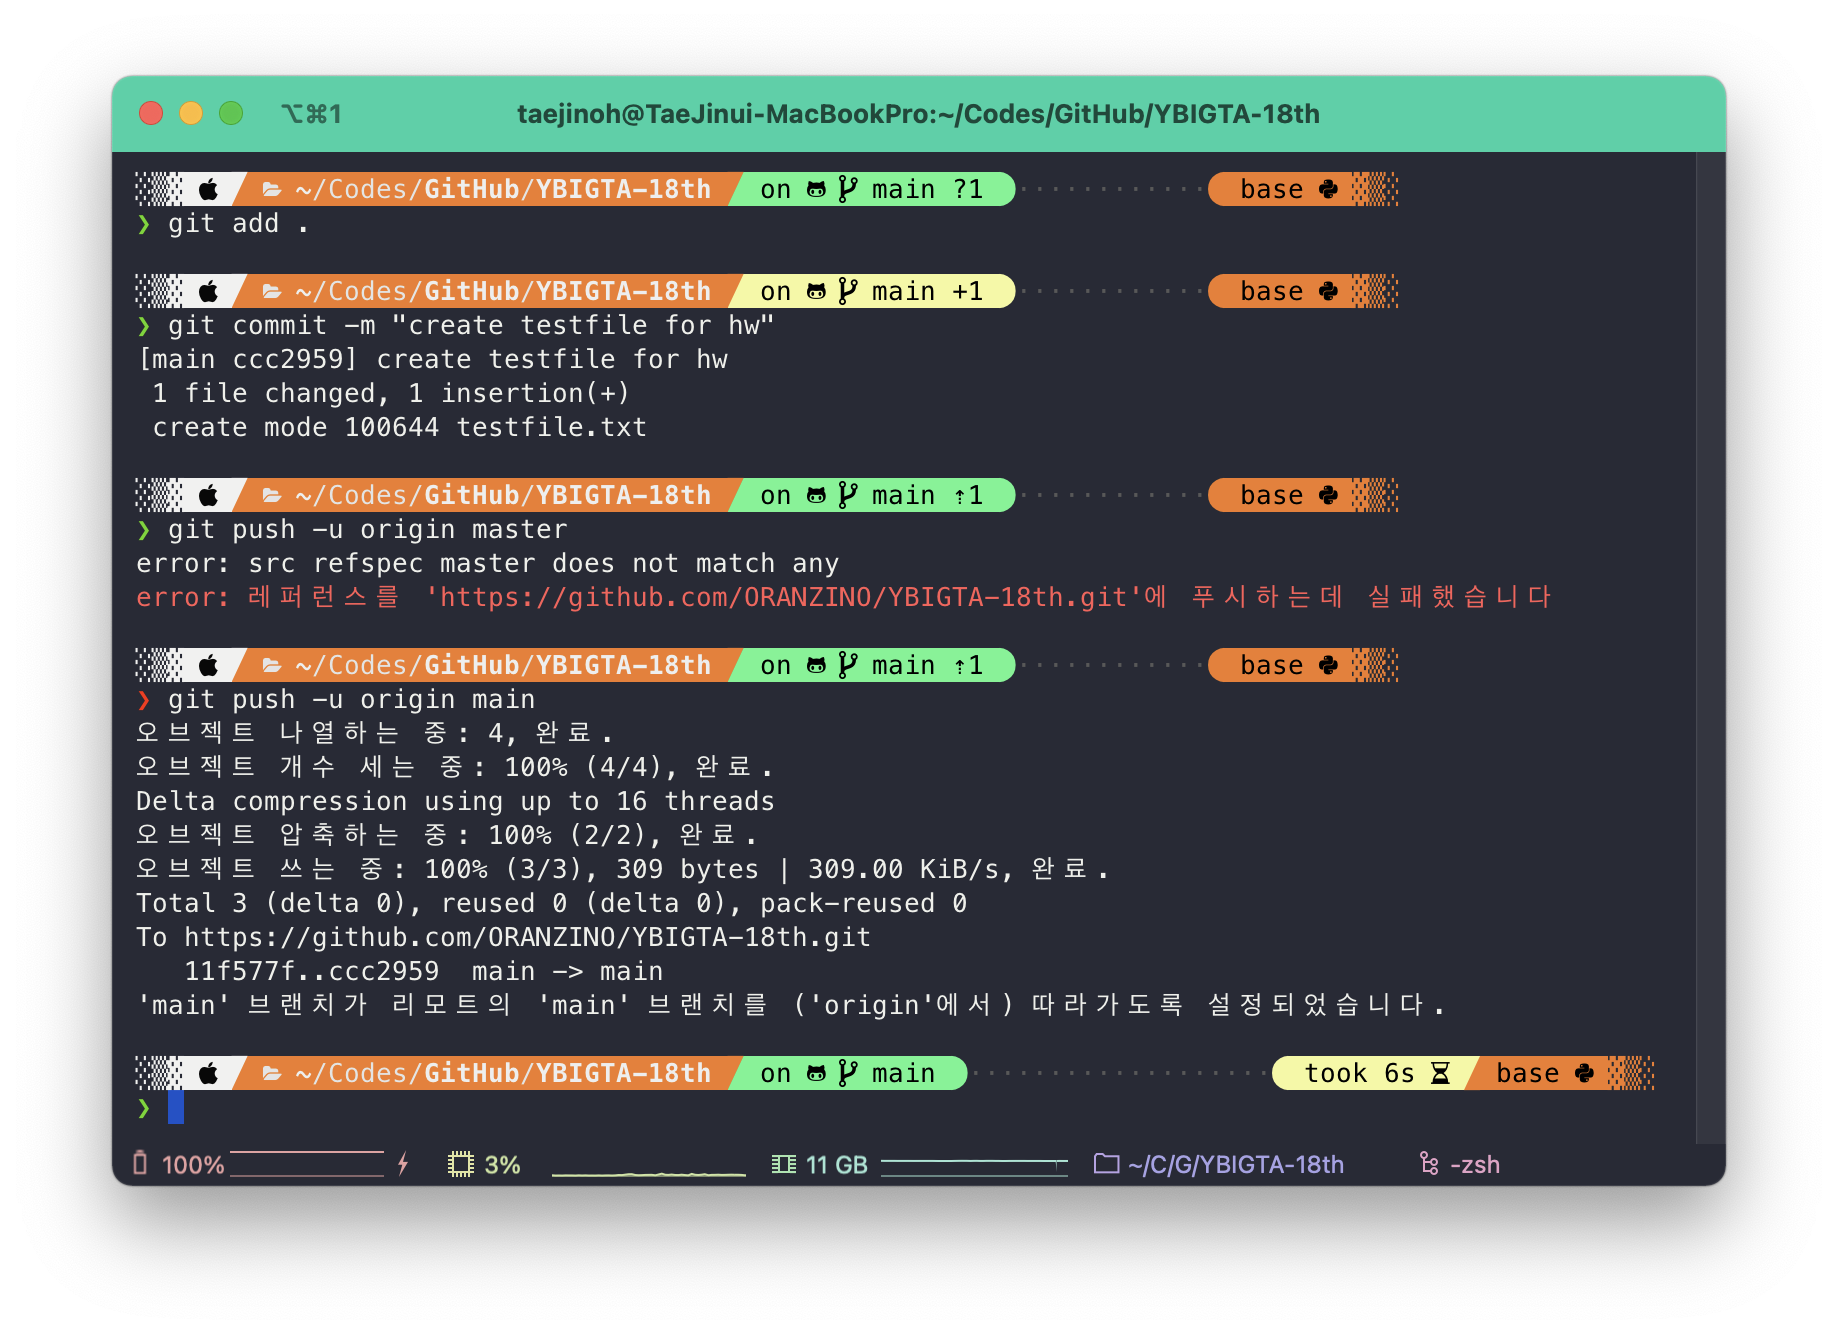 ⌥⌘1 taejinoh@TaeJinui-MacBookPro:~/Codes/GitHub/YBIGTA-18th
~/Codes/GitHub/YBIGTA-18th on main ?1 base
❯ git add .
~/Codes/GitHub/YBIGTA-18th on main +1 base
❯ git commit -m "create testfile for hw"
[main ccc2959] create testfile for hw
1 file changed, 1 insertion(+)
create mode 100644 testfile.txt
~/Codes/GitHub/YBIGTA-18th on main ⇡1 base
❯ git push -u origin master
error: src refspec master does not match any
error: 레퍼런스를 'https://github.com/ORANZINO/YBIGTA-18th.git'에 푸시하는데 실패했습니다
~/Codes/GitHub/YBIGTA-18th on main ⇡1 base
❯ git push -u origin main
오브젝트 나열하는 중: 4, 완료.
오브젝트 개수 세는 중: 100% (4/4), 완료.
Delta compression using up to 16 threads
오브젝트 압축하는 중: 100% (2/2), 완료.
오브젝트 쓰는 중: 100% (3/3), 309 bytes | 309.00 KiB/s, 완료.
Total 3 (delta 0), reused 0 (delta 0), pack-reused 0
To https://github.com/ORANZINO/YBIGTA-18th.git
11f577f..ccc2959  main -> main
'main' 브랜치가 리모트의 'main' 브랜치를 ('origin'에서) 따라가도록 설정되었습니다.
~/Codes/GitHub/YBIGTA-18th on main took 6s base
❯
100% 3% 11 GB ~/C/G/YBIGTA-18th -zsh